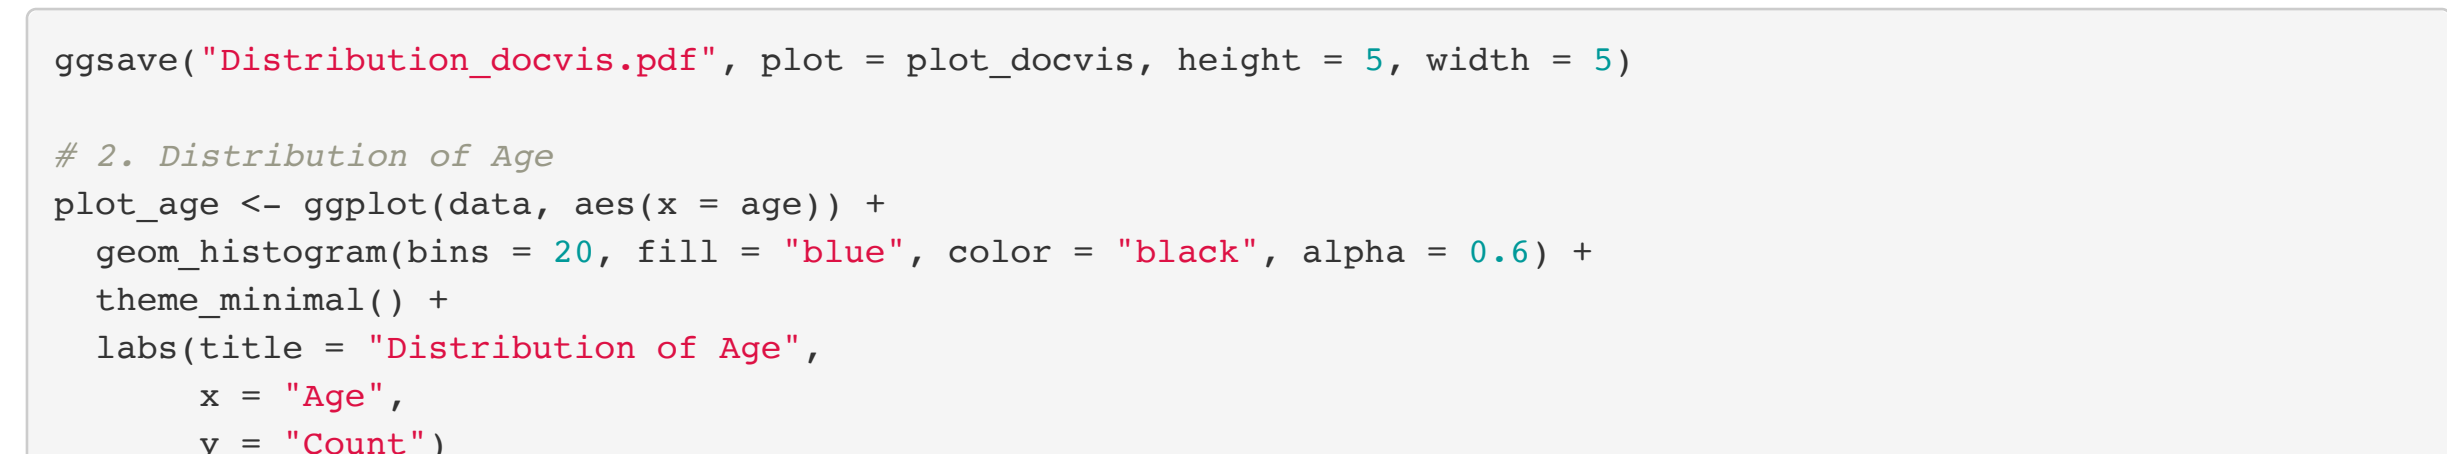 ggsave("Distribution_docvis.pdf", plot = plot_docvis, height = 5, width = 5)
# 2. Distribution of Age
plot_age <- ggplot(data, aes(x = age)) +
  geom_histogram(bins = 20, fill = "blue", color = "black", alpha = 0.6) +
  theme_minimal() +
  labs(title = "Distribution of Age",
       x = "Age",
       y = "Count")